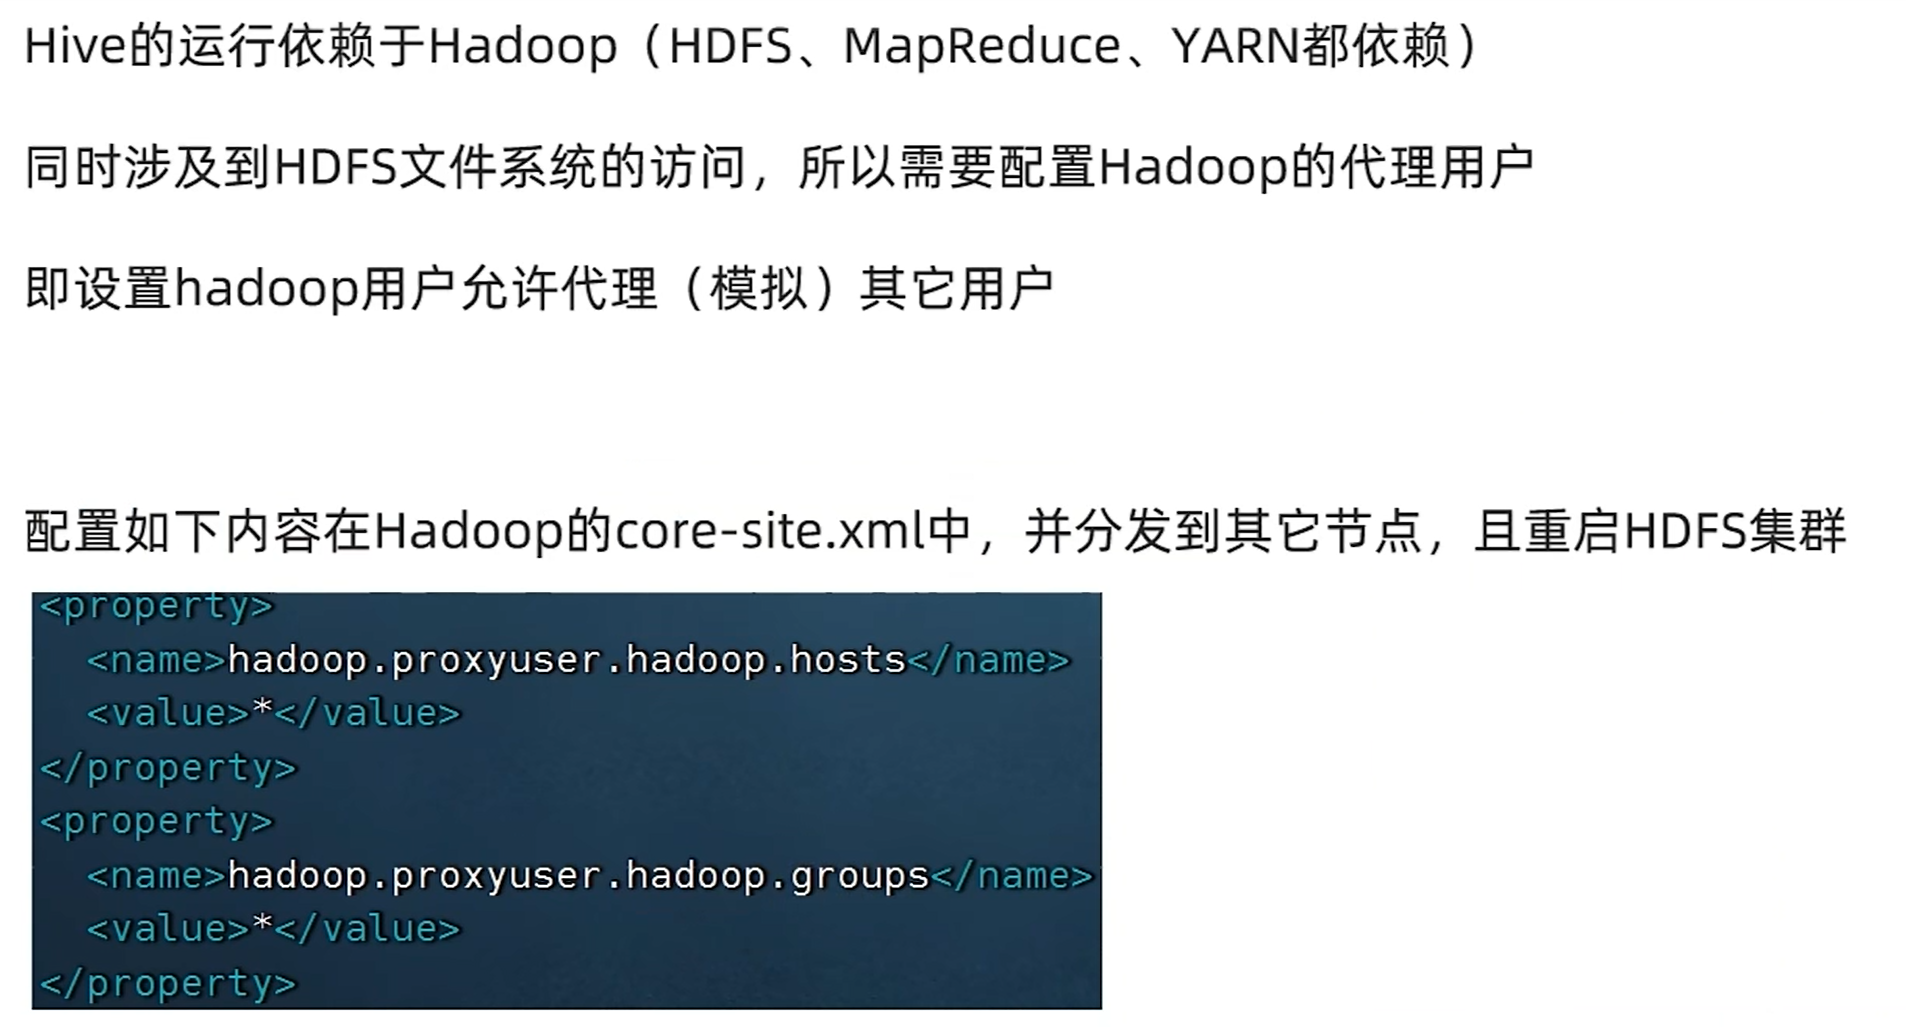 Hive的运行依赖于Hadoop（HDFS、MapReduce、YARN都依赖）
同时涉及到HDFS文件系统的访问，所以需要配置Hadoop的代理用户
即设置hadoop用户允许代理（模拟）其它用户
配置如下内容在Hadoop的core-site.xml中，并分发到其它节点，且重启HDFS集群
<property>
  <name>hadoop.proxyuser.hadoop.hosts</name>
  <value>*</value>
</property>
<property>
  <name>hadoop.proxyuser.hadoop.groups</name>
  <value>*</value>
</property>